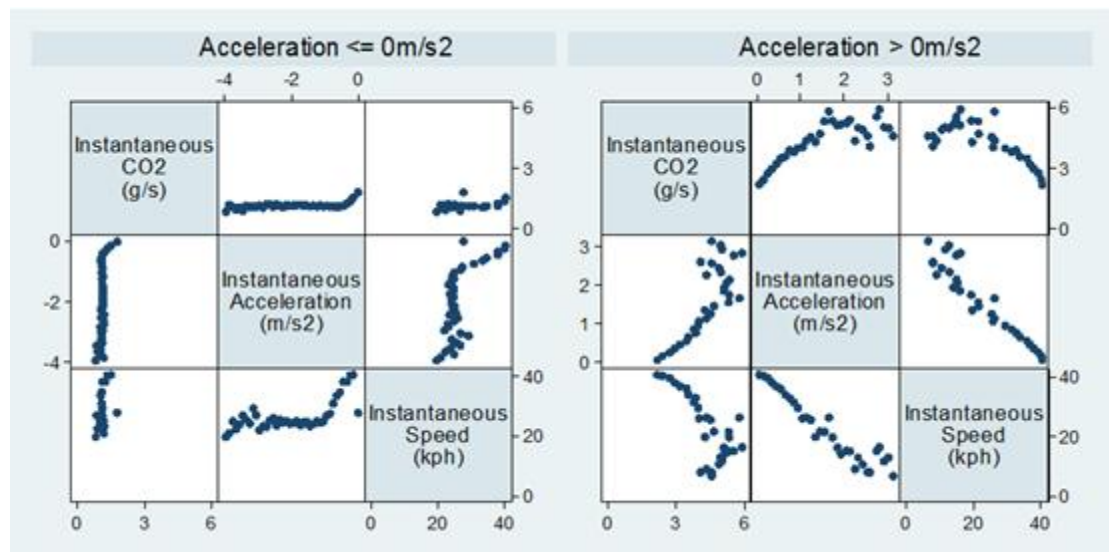 Acceleration <= 0m/s2
Acceleration > 0m/s2
-4 -2 0
0 1 2 3
Instantaneous
CO2
(g/s)
6
3
0
Instantaneous
CO2
(g/s)
6
3
0
0
-2
-4
Instantaneous
Acceleration
(m/s2)
3
2
1
0
Instantaneous
Acceleration
(m/s2)
Instantaneous
Speed
(kph)
40
20
0
Instantaneous
Speed
(kph)
40
20
0
0 3 6
0 20 40
0 3 6
0 20 40